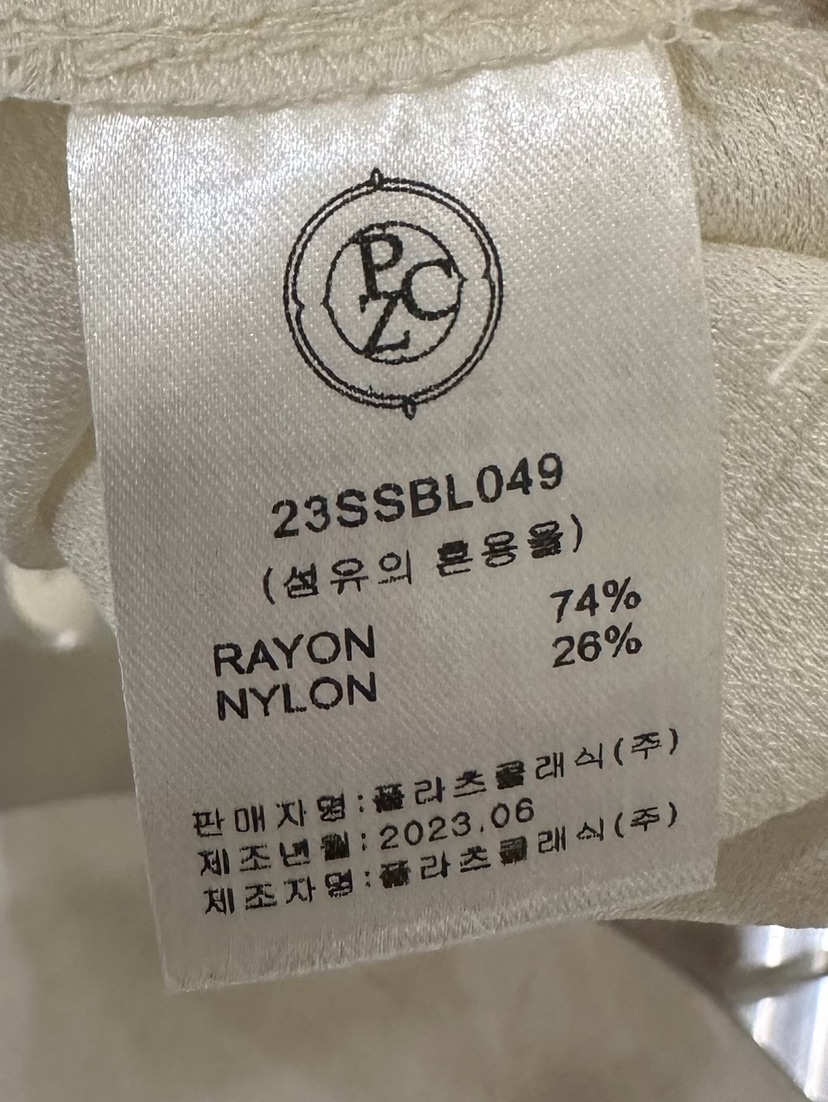 P
C
Z
23SSBL049
(섬유의 혼용율)
RAYON 74%
NYLON 26%
판매자명:플라츠클래식(주)
제조년월:2023.06
제조자명:플라츠클래식(주)